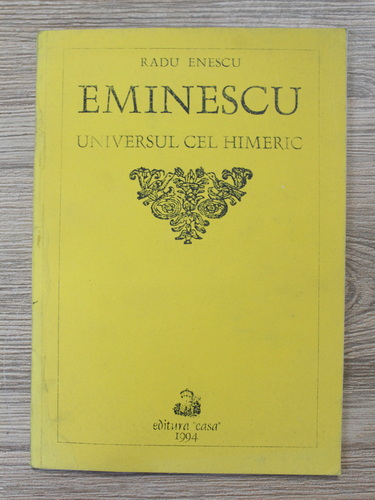 RADU ENESCU
EMINESCU
UNIVERSUL CEL HIMERIC
editura "casa"
1994